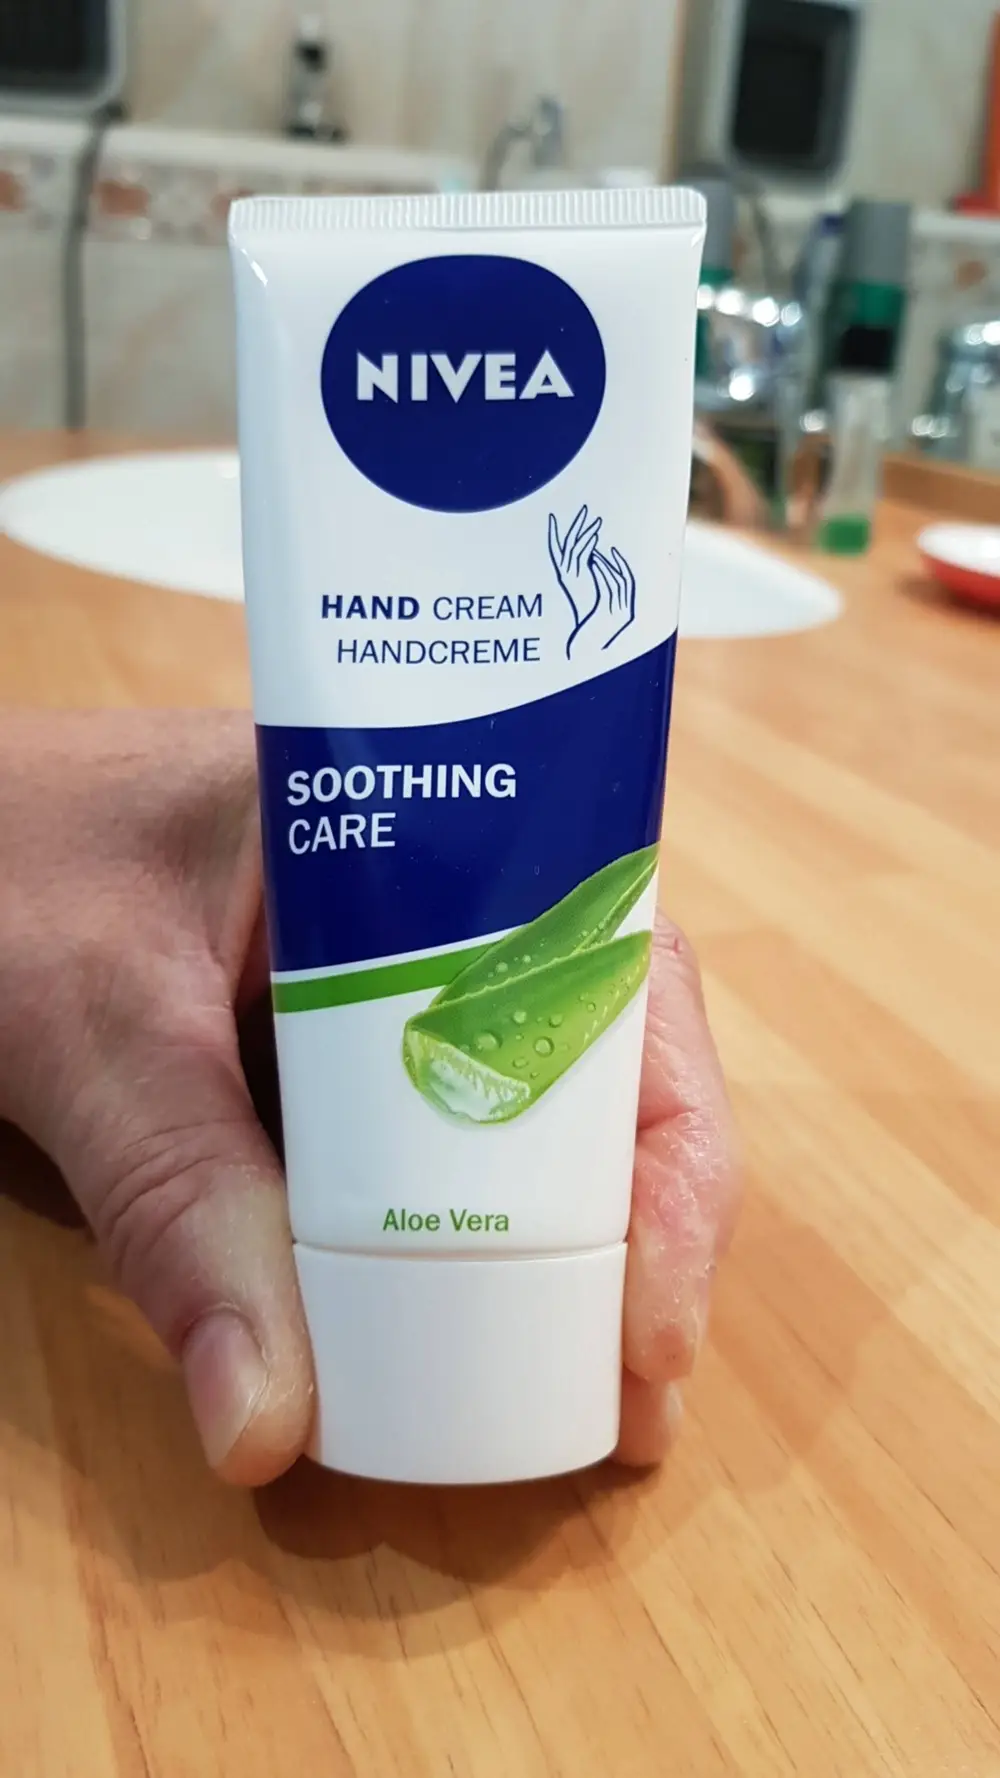 NIVEA
HAND CREAM
HANDCREME
SOOTHING
CARE
Aloe Vera